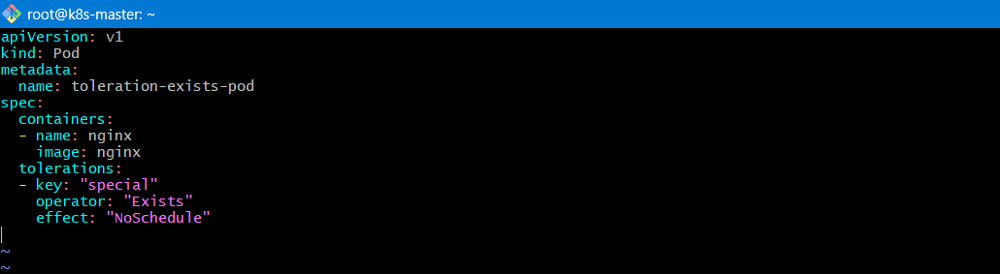 root@k8s-master: ~
apiVersion: v1
kind: Pod
metadata:
  name: toleration-exists-pod
spec:
  containers:
  - name: nginx
    image: nginx
  tolerations:
  - key: "special"
    operator: "Exists"
    effect: "NoSchedule"
~
~